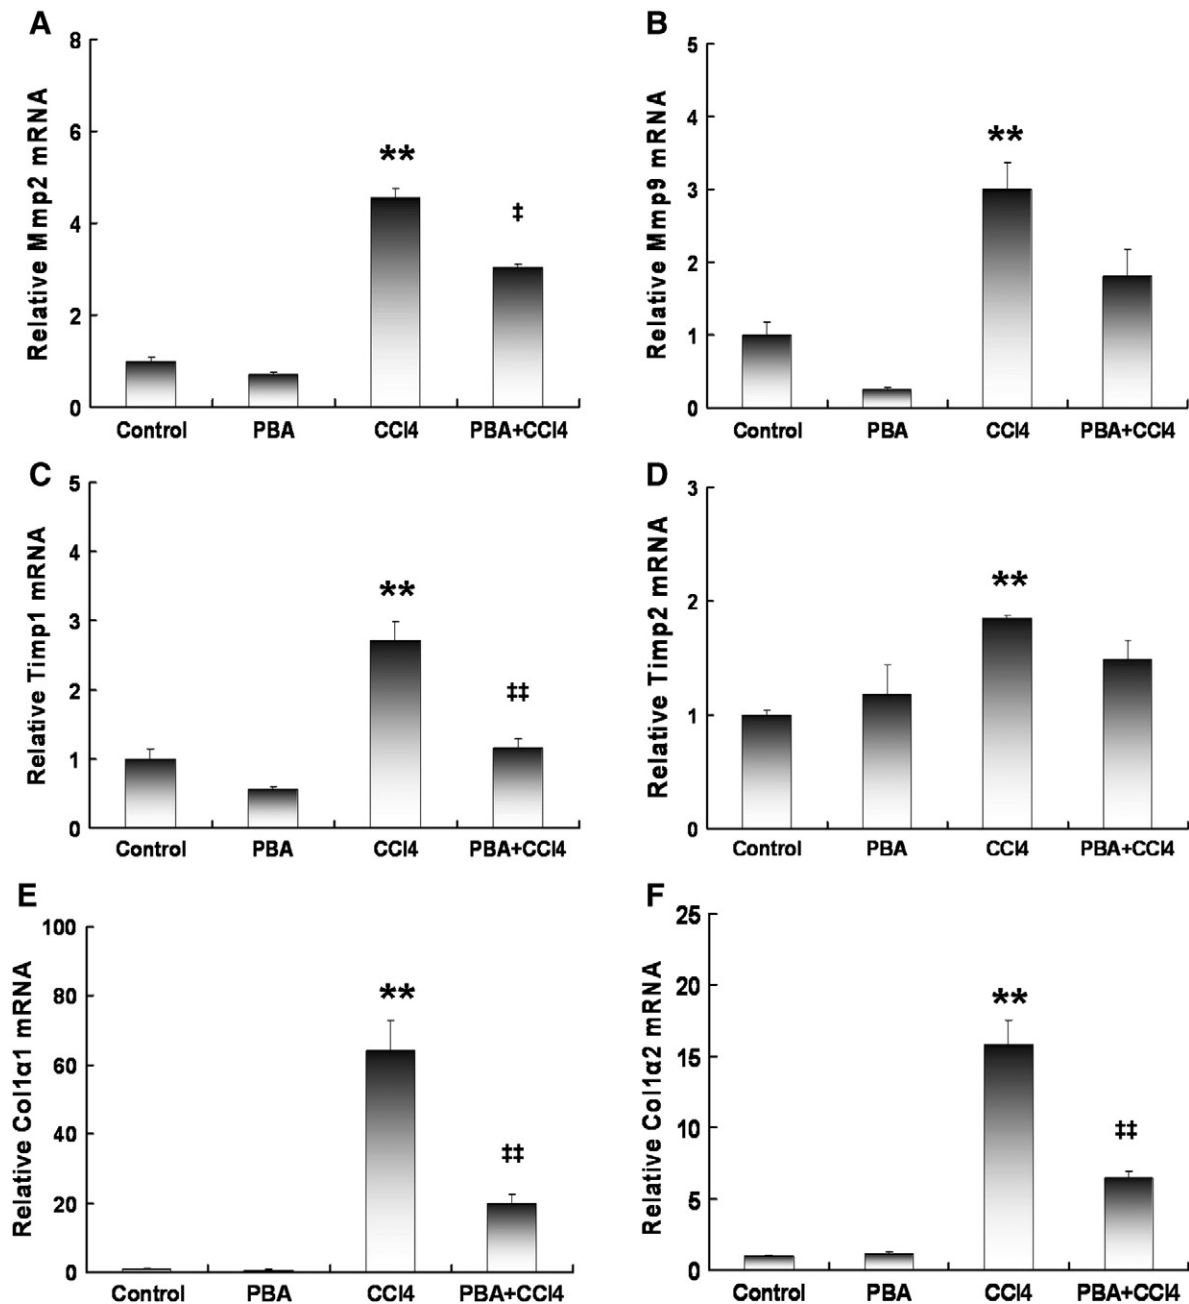 A
Relative Mmp2 mRNA
8
6
4
2
0
**
‡
Control PBA CCl4 PBA+CCl4
B
Relative Mmp9 mRNA
5
4
3
2
1
0
**
Control PBA CCl4 PBA+CCl4
C
Relative Timp1 mRNA
5
4
3
2
1
0
**
‡‡
Control PBA CCl4 PBA+CCl4
D
Relative Timp2 mRNA
3
2
1
0
**
Control PBA CCl4 PBA+CCl4
E
Relative Col1α1 mRNA
100
80
60
40
20
0
**
‡‡
Control PBA CCl4 PBA+CCl4
F
Relative Col1α2 mRNA
25
20
15
10
5
0
**
‡‡
Control PBA CCl4 PBA+CCl4